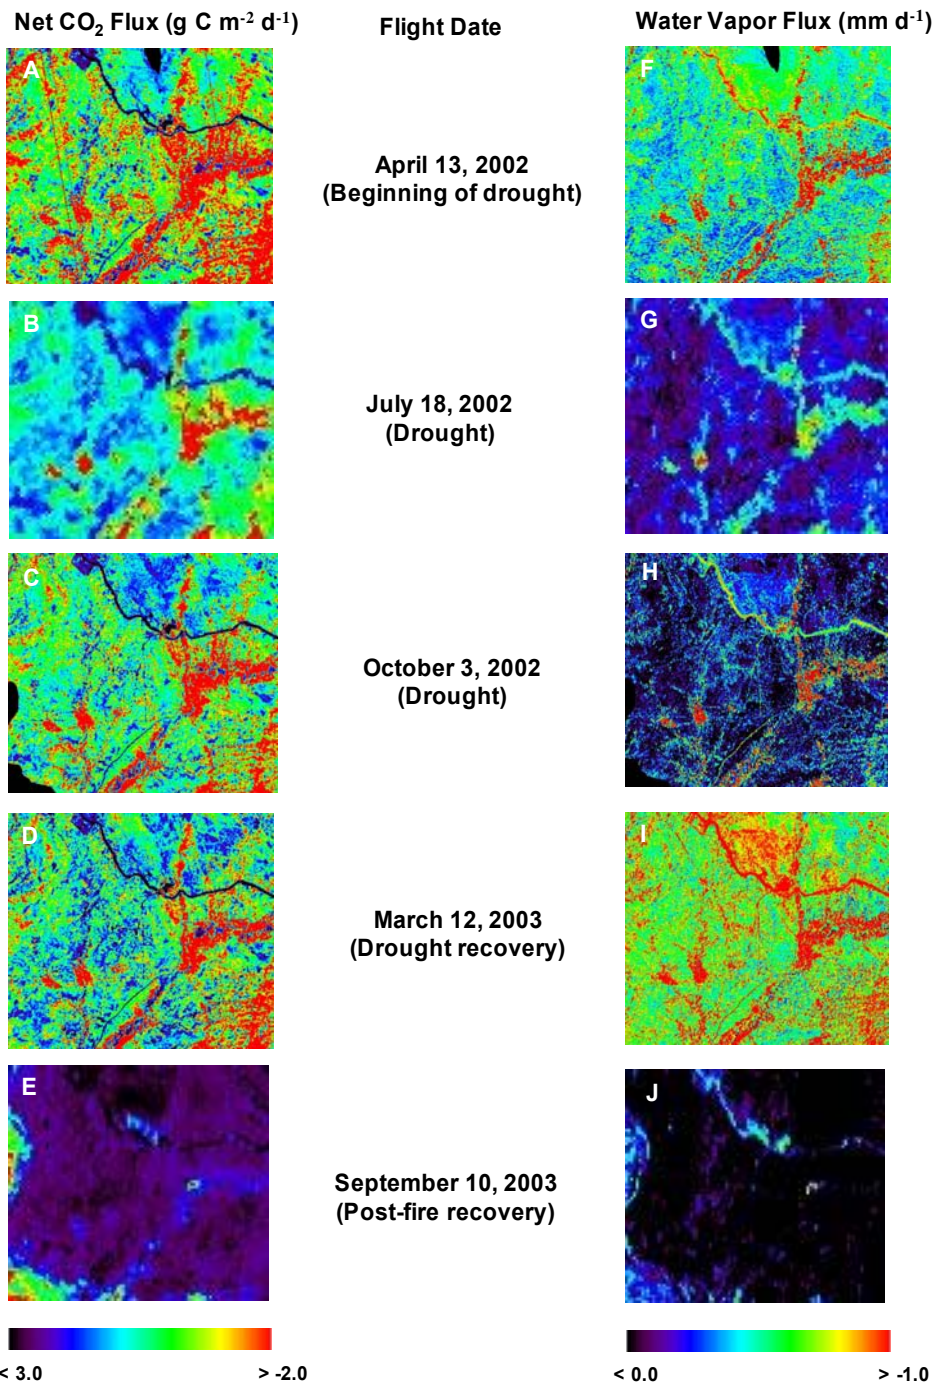 Net CO₂ Flux (g C m⁻² d⁻¹)
Flight Date
Water Vapor Flux (mm d⁻¹)
A
April 13, 2002
(Beginning of drought)
F
B
July 18, 2002
(Drought)
G
C
October 3, 2002
(Drought)
H
D
March 12, 2003
(Drought recovery)
I
E
September 10, 2003
(Post-fire recovery)
J
< 3.0
> -2.0
< 0.0
> -1.0